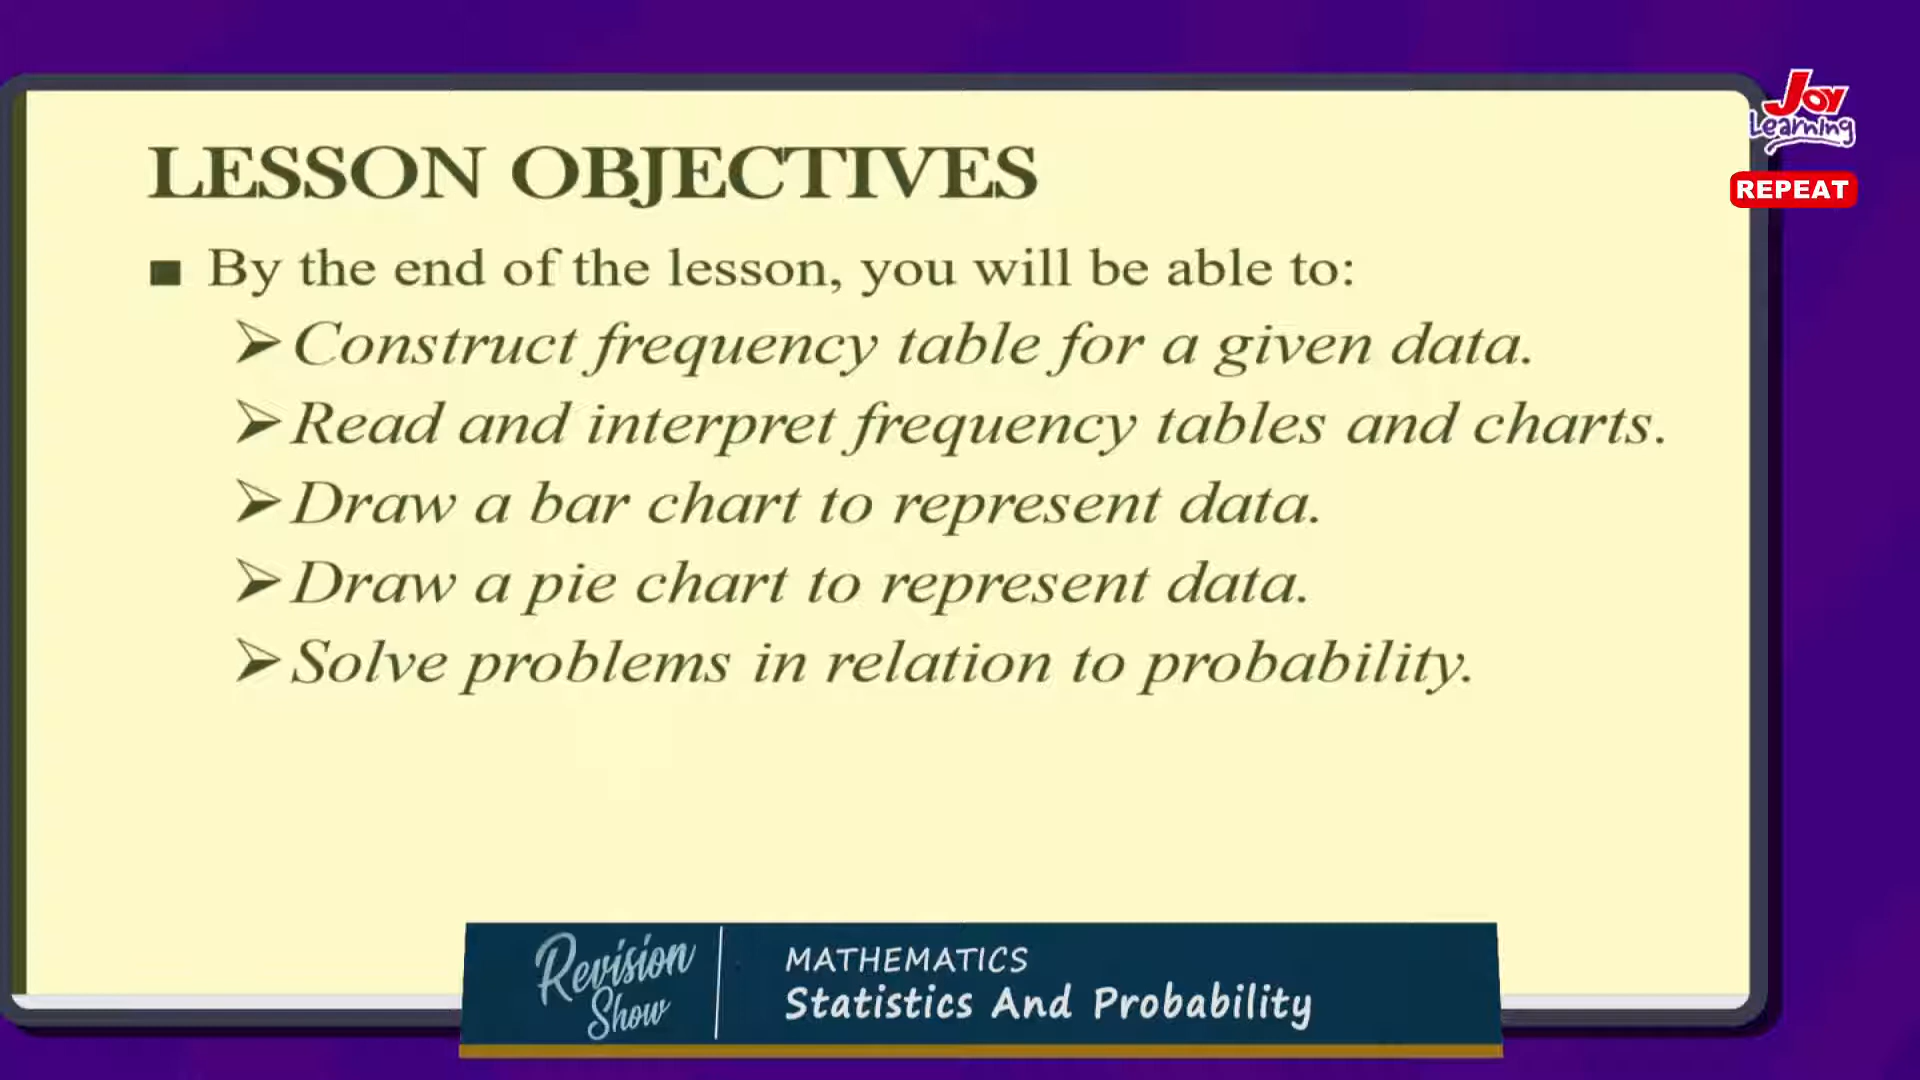 Joy
Learning
REPEAT
LESSON OBJECTIVES
By the end of the lesson, you will be able to:
Construct frequency table for a given data.
Read and interpret frequency tables and charts.
Draw a bar chart to represent data.
Draw a pie chart to represent data.
Solve problems in relation to probability.
Revision
Show
MATHEMATICS
Statistics And Probability